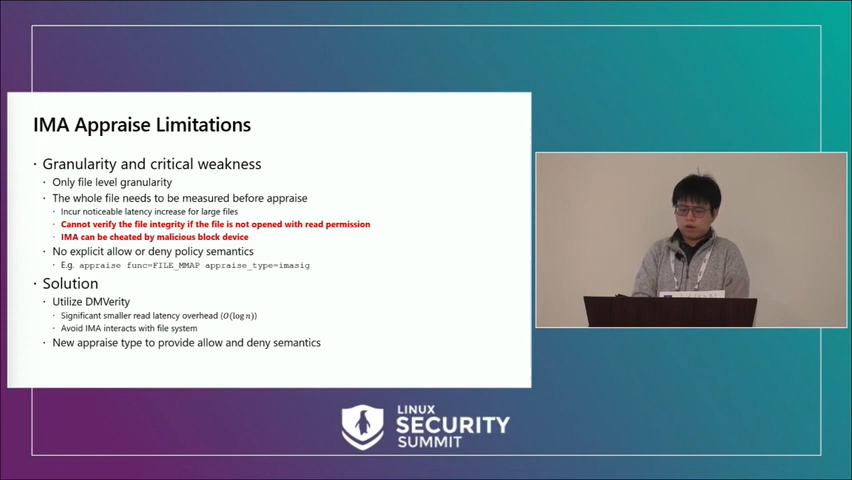 IMA Appraise Limitations
· Granularity and critical weakness
· Only file level granularity
· The whole file needs to be measured before appraise
· Incur noticeable latency increase for large files
· Cannot verify the file integrity if the file is not opened with read permission
· IMA can be cheated by malicious block device
· No explicit allow or deny policy semantics
· E.g. appraise func=FILE_MMAP appraise_type=imasig
· Solution
· Utilize DMVerity
· Significant smaller read latency overhead (O(log n))
· Avoid IMA interacts with file system
· New appraise type to provide allow and deny semantics
LINUX
SECURITY
SUMMIT